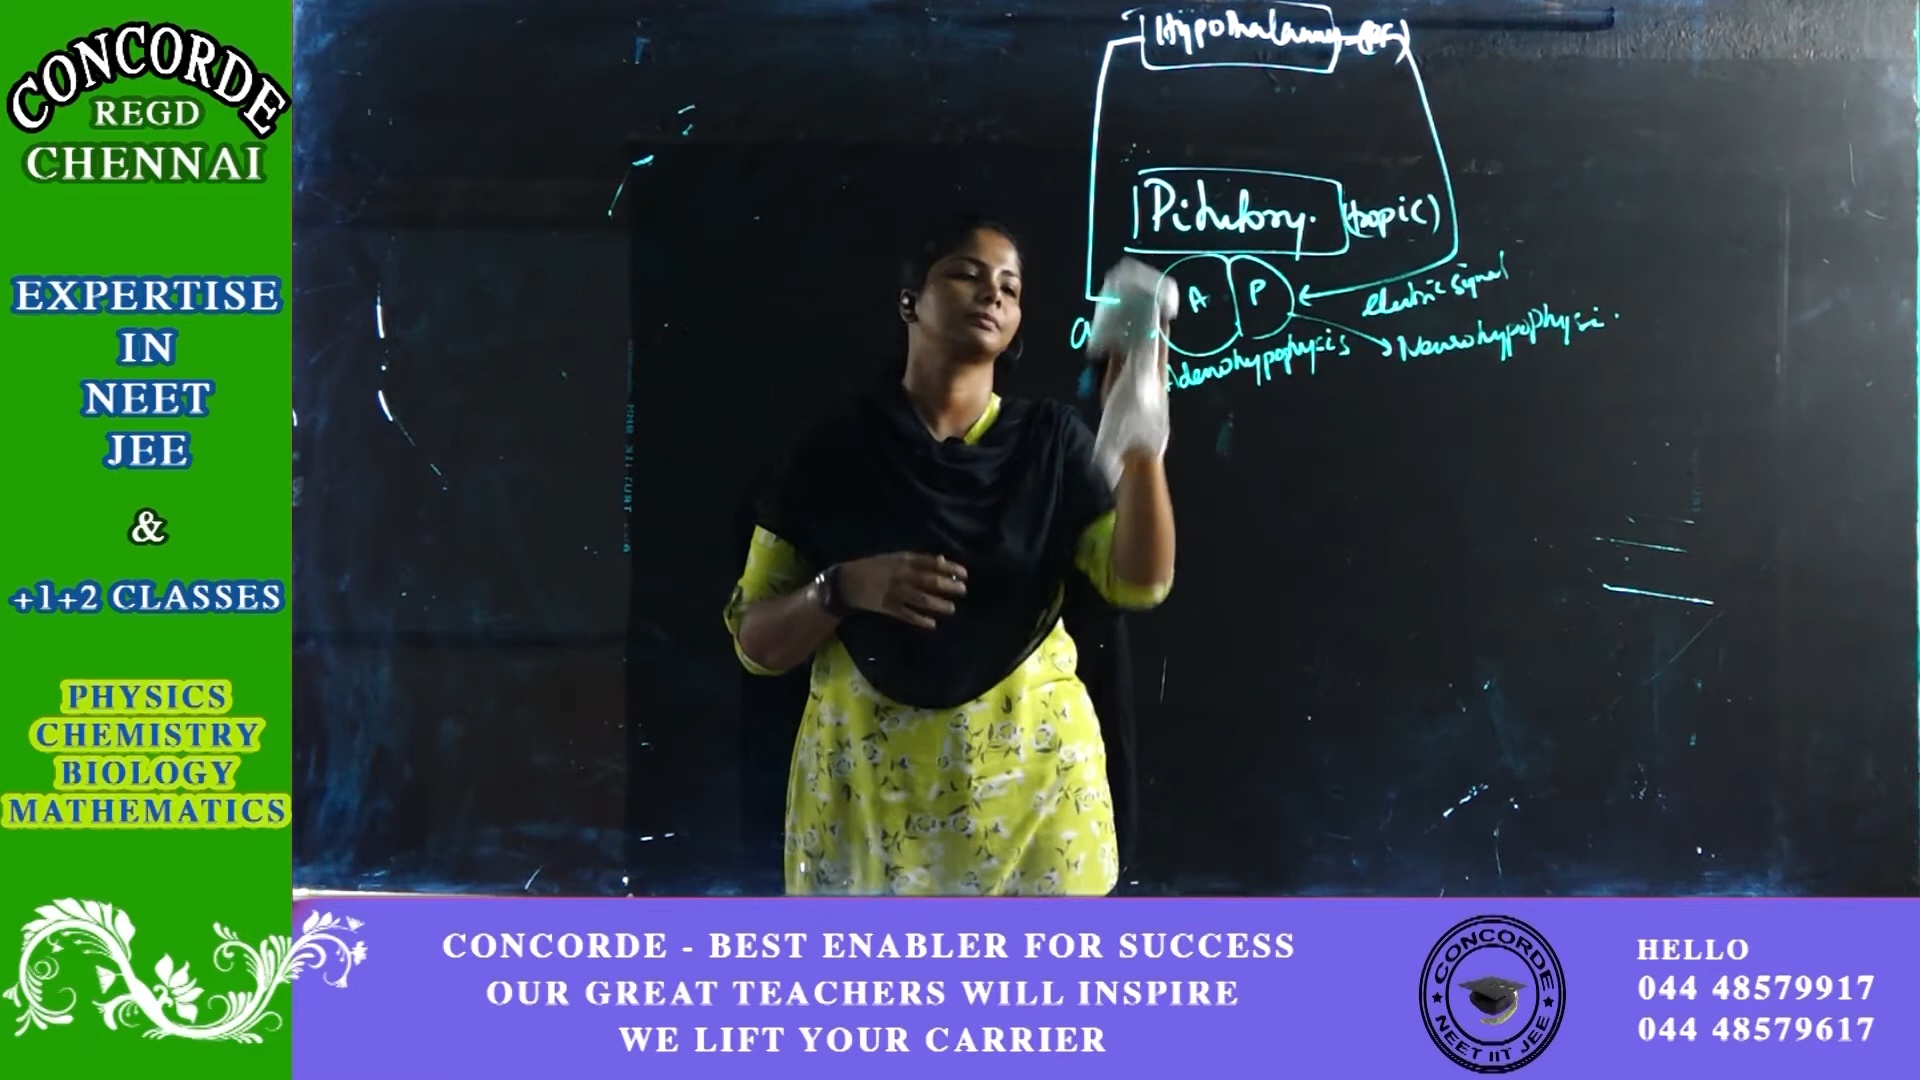 CONCORDE
REGD
CHENNAI
EXPERTISE
IN
NEET
JEE
&
+1+2 CLASSES
PHYSICS
CHEMISTRY
BIOLOGY
MATHEMATICS
Hypothalamus
Pitutory. (tropic)
A P
electric signal
Adenohypophysis
Neurohypophysi.
CONCORDE - BEST ENABLER FOR SUCCESS
OUR GREAT TEACHERS WILL INSPIRE
WE LIFT YOUR CARRIER
CONCORDE
NEET IIT JEE
HELLO
044 48579917
044 48579617